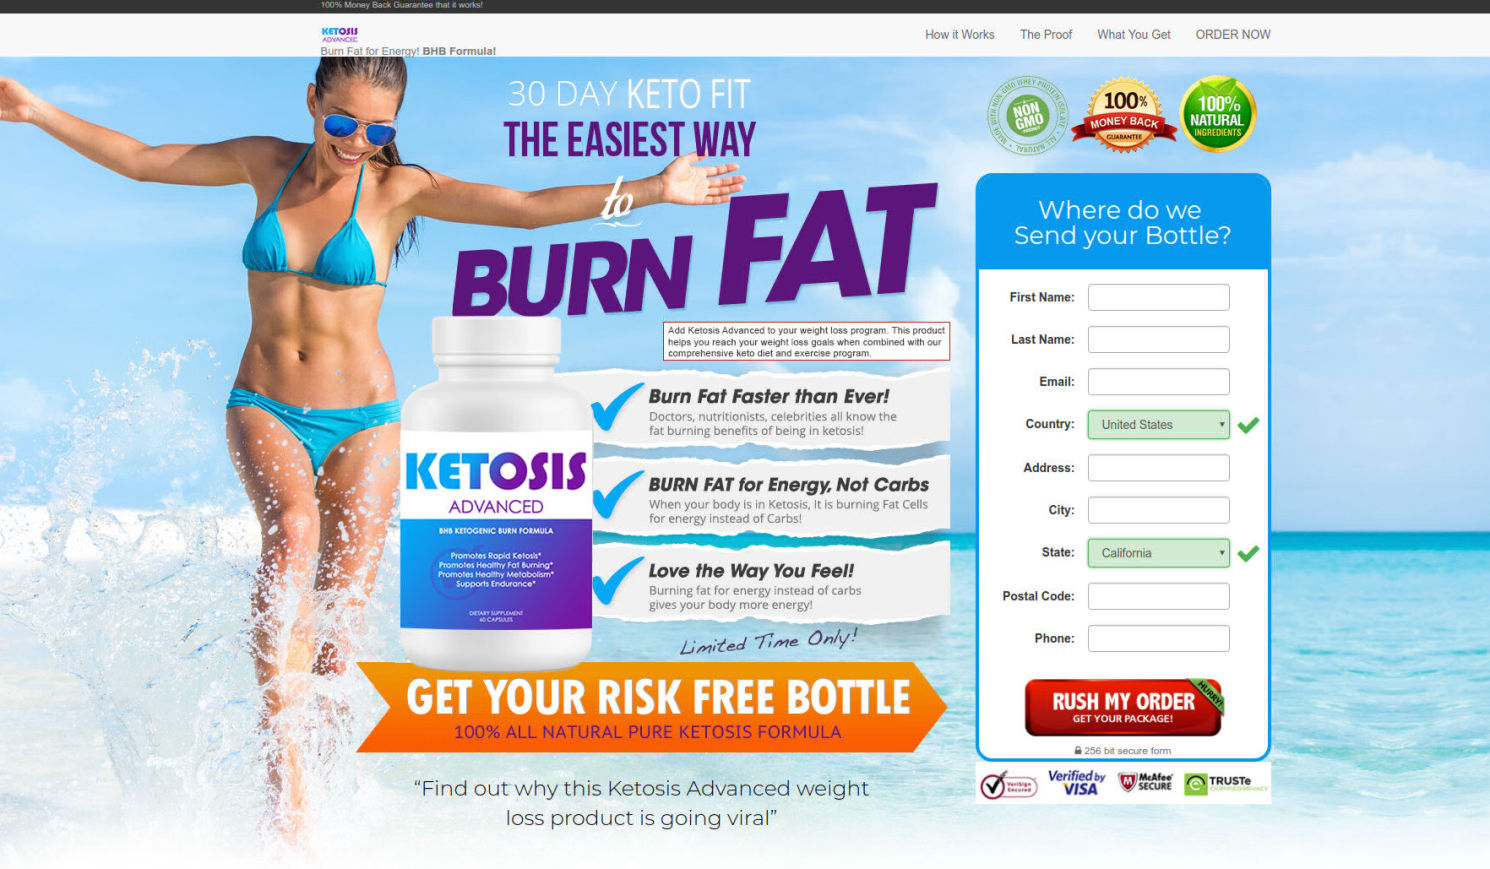 100% Money Back Guarantee that it works!
KETOSIS
ADVANCED
Burn Fat for Energy! BHB Formula!
How it Works
The Proof
What You Get
ORDER NOW
30 DAY KETO FIT
THE EASIEST WAY
to
BURN FAT
NON
GMO
100%
MONEY BACK
GUARANTEE
100%
NATURAL
INGREDIENTS
Add Ketosis Advanced to your weight loss program. This product
helps you reach your weight loss goals when combined with our
comprehensive keto diet and exercise program.
Burn Fat Faster than Ever!
Doctors, nutritionists, celebrities all know the
fat burning benefits of being in ketosis!
BURN FAT for Energy, Not Carbs
When your body is in Ketosis, It is burning Fat Cells
for energy instead of Carbs!
Love the Way You Feel!
Burning fat for energy instead of carbs
gives your body more energy!
KETOSIS
ADVANCED
BHB KETOGENIC BURN FORMULA
Promotes Rapid Ketosis*
Promotes Healthy Fat Burning*
Promotes Healthy Metabolism*
Supports Endurance*
DIETARY SUPPLEMENT
60 CAPSULES
Limited Time Only!
GET YOUR RISK FREE BOTTLE
100% ALL NATURAL PURE KETOSIS FORMULA
“Find out why this Ketosis Advanced weight
loss product is going viral”
Where do we
Send your Bottle?
First Name:
Last Name:
Email:
Country: United States
Address:
City:
State: California
Postal Code:
Phone:
RUSH MY ORDER
GET YOUR PACKAGE!
HURRY!
256 bit secure form
VeriSign
Secured
Verified by
VISA
McAfee
SECURE
TRUSTe
CERTIFIED PRIVACY